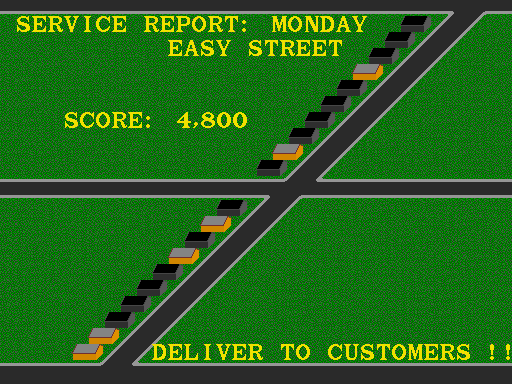 SERVICE REPORT: MONDAY
EASY STREET
SCORE: 4,800
DELIVER TO CUSTOMERS !!